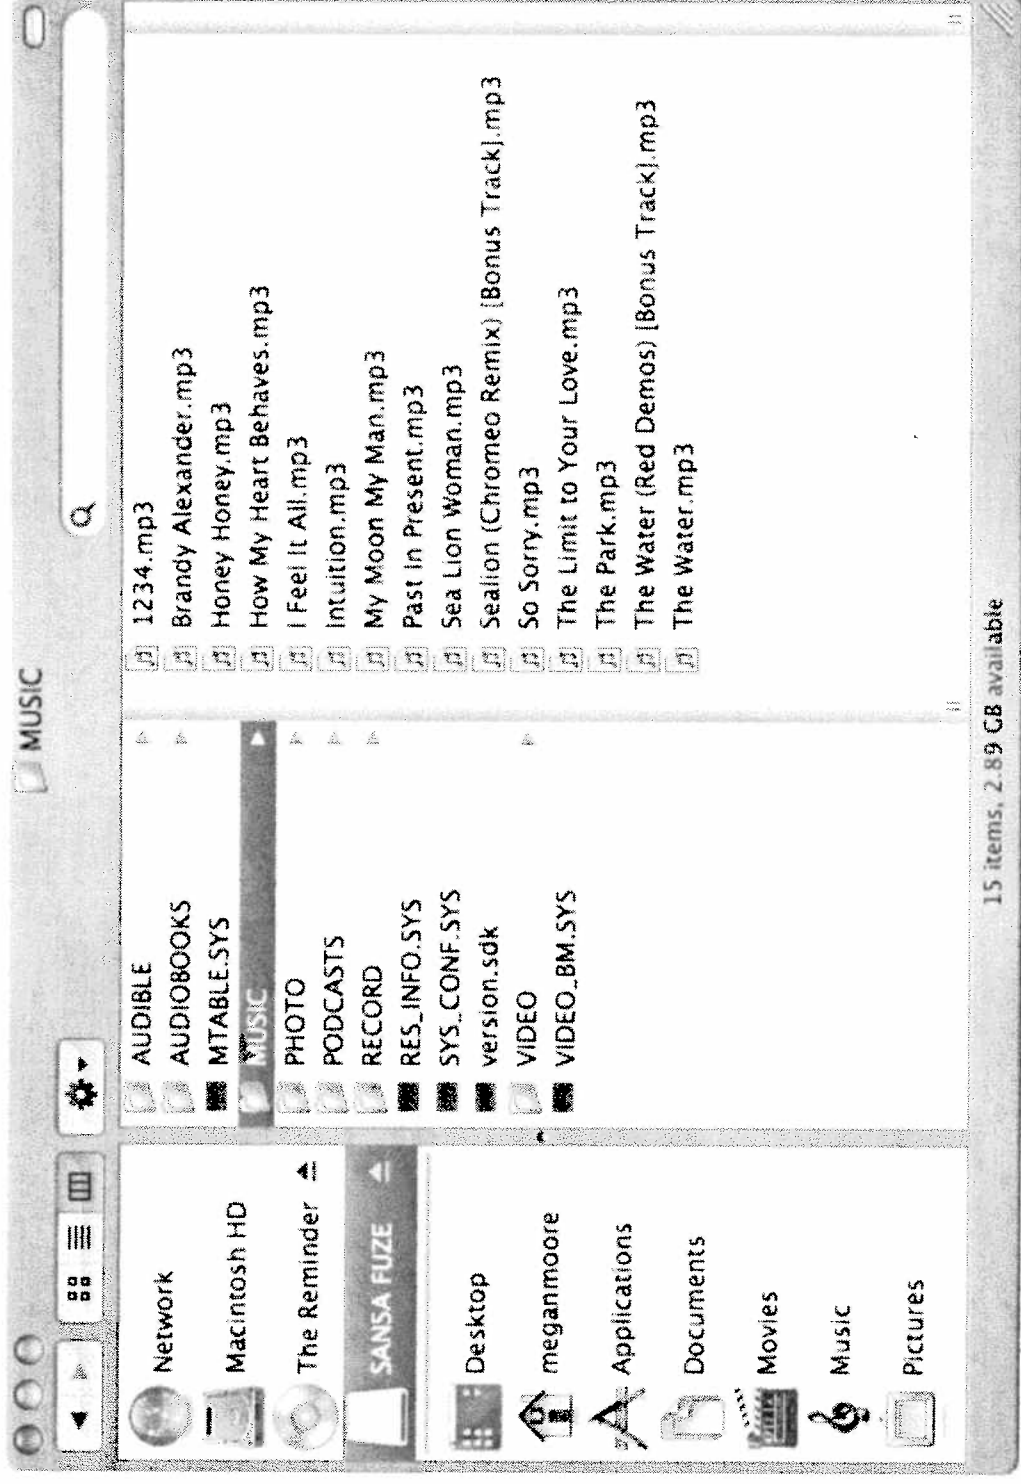 MUSIC
Network
Macintosh HD
The Reminder
SANSA FUZE
Desktop
meganmoore
Applications
Documents
Movies
Music
Pictures
AUDIBLE
AUDIOBOOKS
MTABLE.SYS
MUSIC
PHOTO
PODCASTS
RECORD
RES_INFO.SYS
SYS_CONF.SYS
version.sdk
VIDEO
VIDEO_BM.SYS
1234.mp3
Brandy Alexander.mp3
Honey Honey.mp3
How My Heart Behaves.mp3
I Feel It All.mp3
Intuition.mp3
My Moon My Man.mp3
Past In Present.mp3
Sea Lion Woman.mp3
Sealion (Chromeo Remix) [Bonus Track].mp3
So Sorry.mp3
The Limit to Your Love.mp3
The Park.mp3
The Water (Red Demos) [Bonus Track].mp3
The Water.mp3
15 items, 2.89 GB available